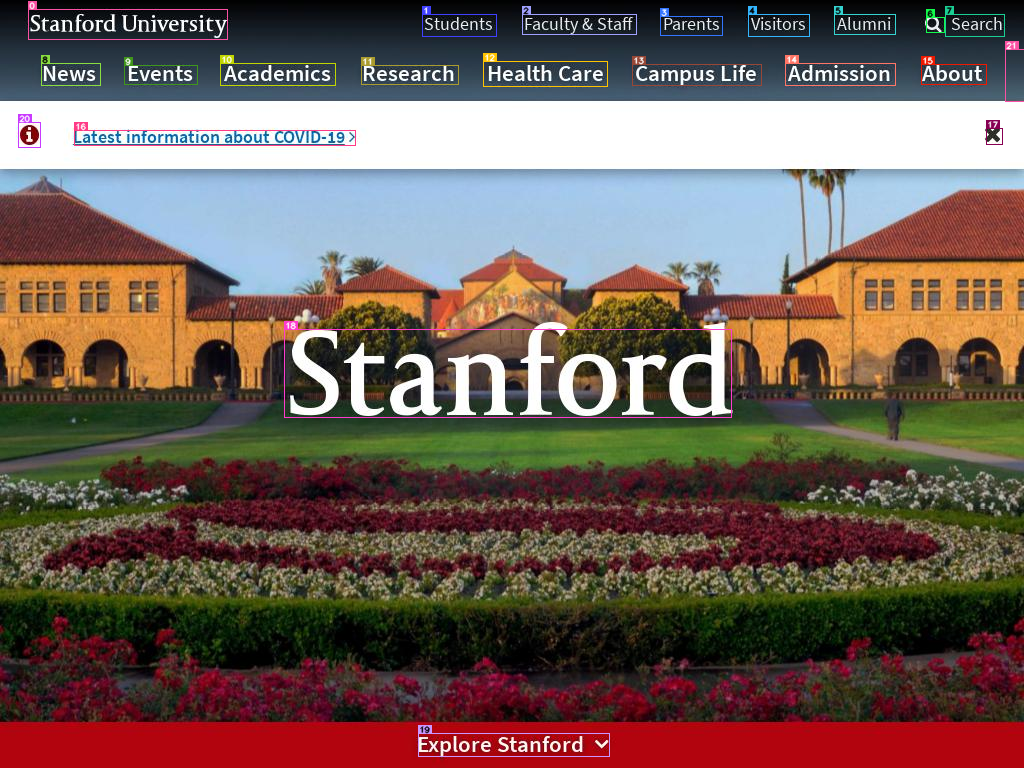 Stanford University
Students
Faculty & Staff
Parents
Visitors
Alumni
Search
News
Events
Academics
Research
Health Care
Campus Life
Admission
About
Latest information about COVID-19
Stanford
Explore Stanford
0
1
2
3
4
5
6
7
8
9
10
11
12
13
14
15
16
17
18
19
20
21